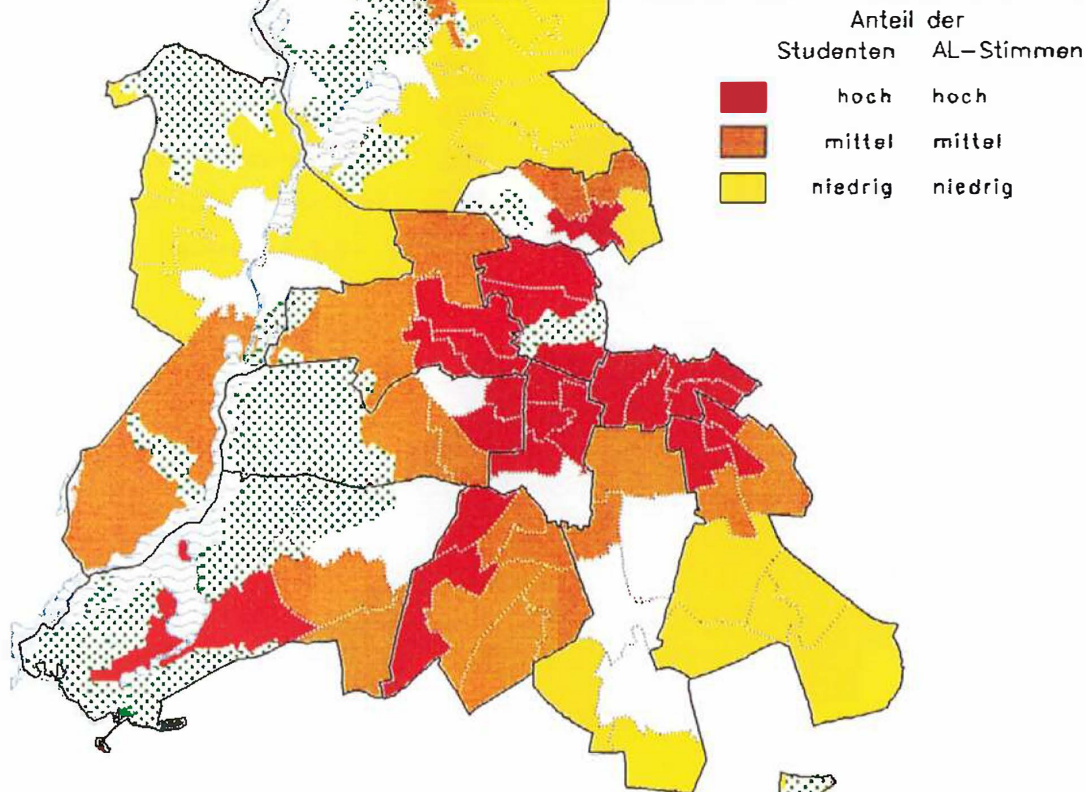 Anteil der
Studenten AL-Stimmen
hoch hoch
mittel mittel
niedrig niedrig